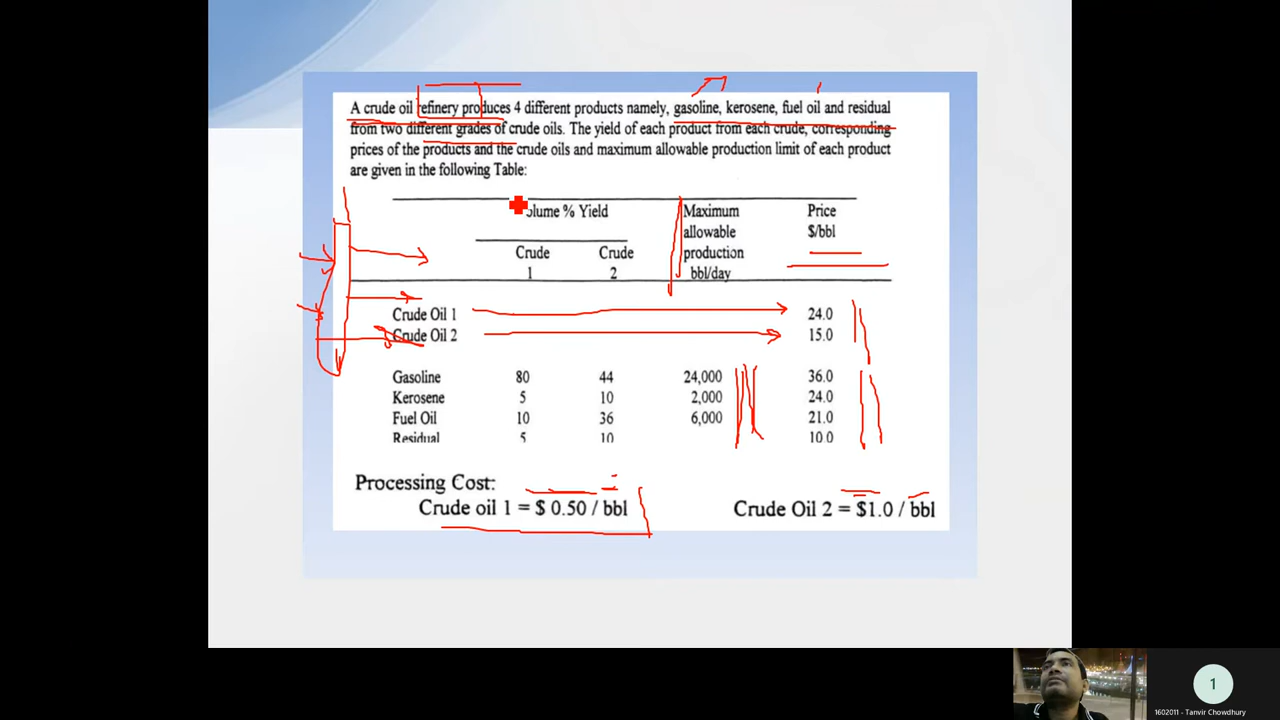 A crude oil refinery produces 4 different products namely, gasoline, kerosene, fuel oil and residual
from two different grades of crude oils. The yield of each product from each crude, corresponding
prices of the products and the crude oils and maximum allowable production limit of each product
are given in the following Table:
olume % Yield Maximum Price
allowable $/bbl
Crude Crude production
1 2 bbl/day
Crude Oil 1 24.0
Crude Oil 2 15.0
Gasoline 80 44 24,000 36.0
Kerosene 5 10 2,000 24.0
Fuel Oil 10 36 6,000 21.0
Residual 5 10 10.0
Processing Cost:
Crude oil 1 = $ 0.50 / bbl Crude Oil 2 = $1.0 / bbl
1
1602011 - Tanvir Chowdhury